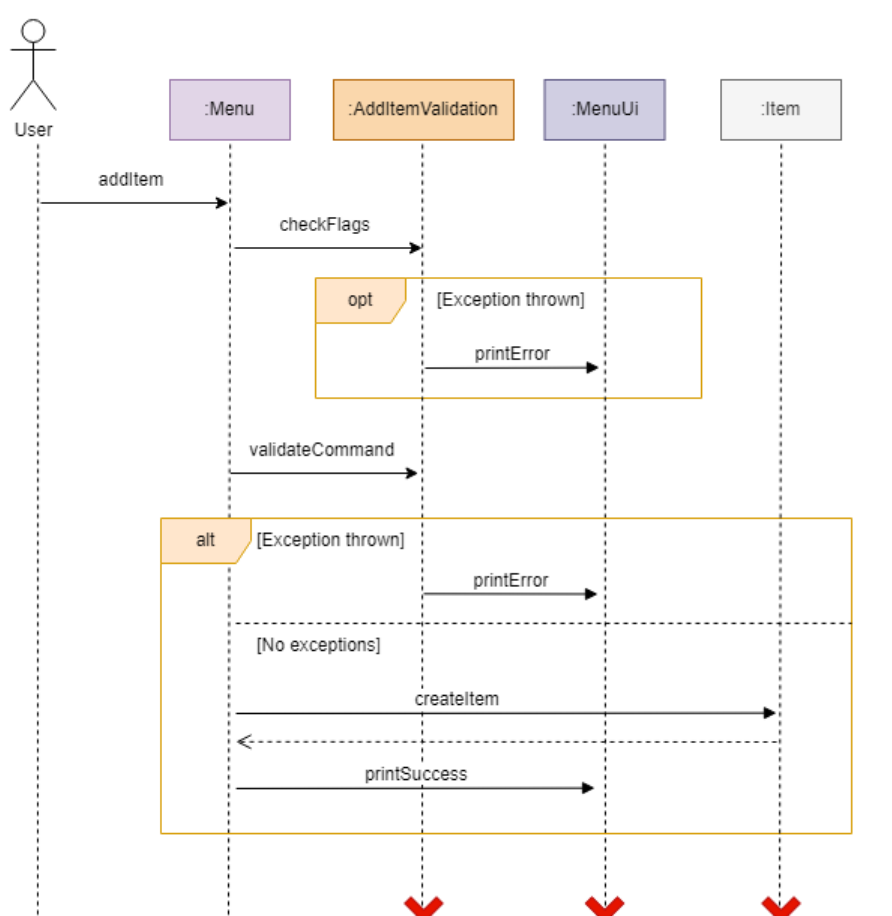 User
:Menu
:AddItemValidation
:MenuUi
:Item
addItem
checkFlags
opt
[Exception thrown]
printError
validateCommand
alt
[Exception thrown]
printError
[No exceptions]
createItem
printSuccess